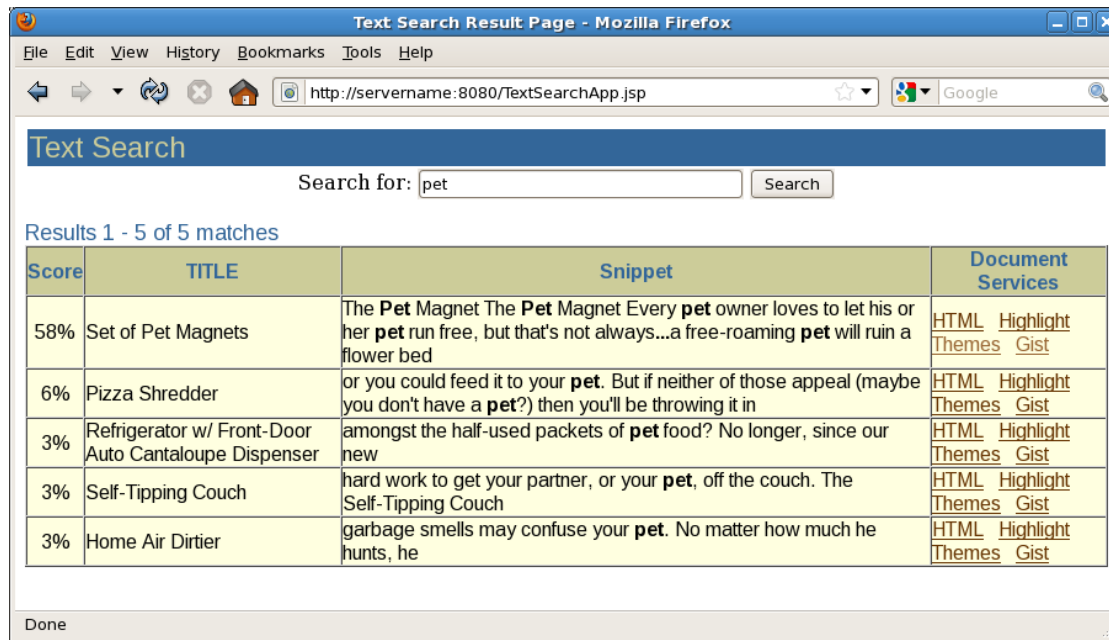 Text Search Result Page - Mozilla Firefox
File Edit View History Bookmarks Tools Help
http://servername:8080/TextSearchApp.jsp Google
Text Search
Search for: pet Search
Results 1 - 5 of 5 matches
Score TITLE Snippet Document Services
58% Set of Pet Magnets
The Pet Magnet The Pet Magnet Every pet owner loves to let his or
her pet run free, but that's not always...a free-roaming pet will ruin a
flower bed
HTML Highlight
Themes Gist
6% Pizza Shredder
or you could feed it to your pet. But if neither of those appeal (maybe
you don't have a pet?) then you'll be throwing it in
HTML Highlight
Themes Gist
3%
Refrigerator w/ Front-Door
Auto Cantaloupe Dispenser
amongst the half-used packets of pet food? No longer, since our
new
HTML Highlight
Themes Gist
3% Self-Tipping Couch
hard work to get your partner, or your pet, off the couch. The
Self-Tipping Couch
HTML Highlight
Themes Gist
3% Home Air Dirtier
garbage smells may confuse your pet. No matter how much he
hunts, he
HTML Highlight
Themes Gist
Done